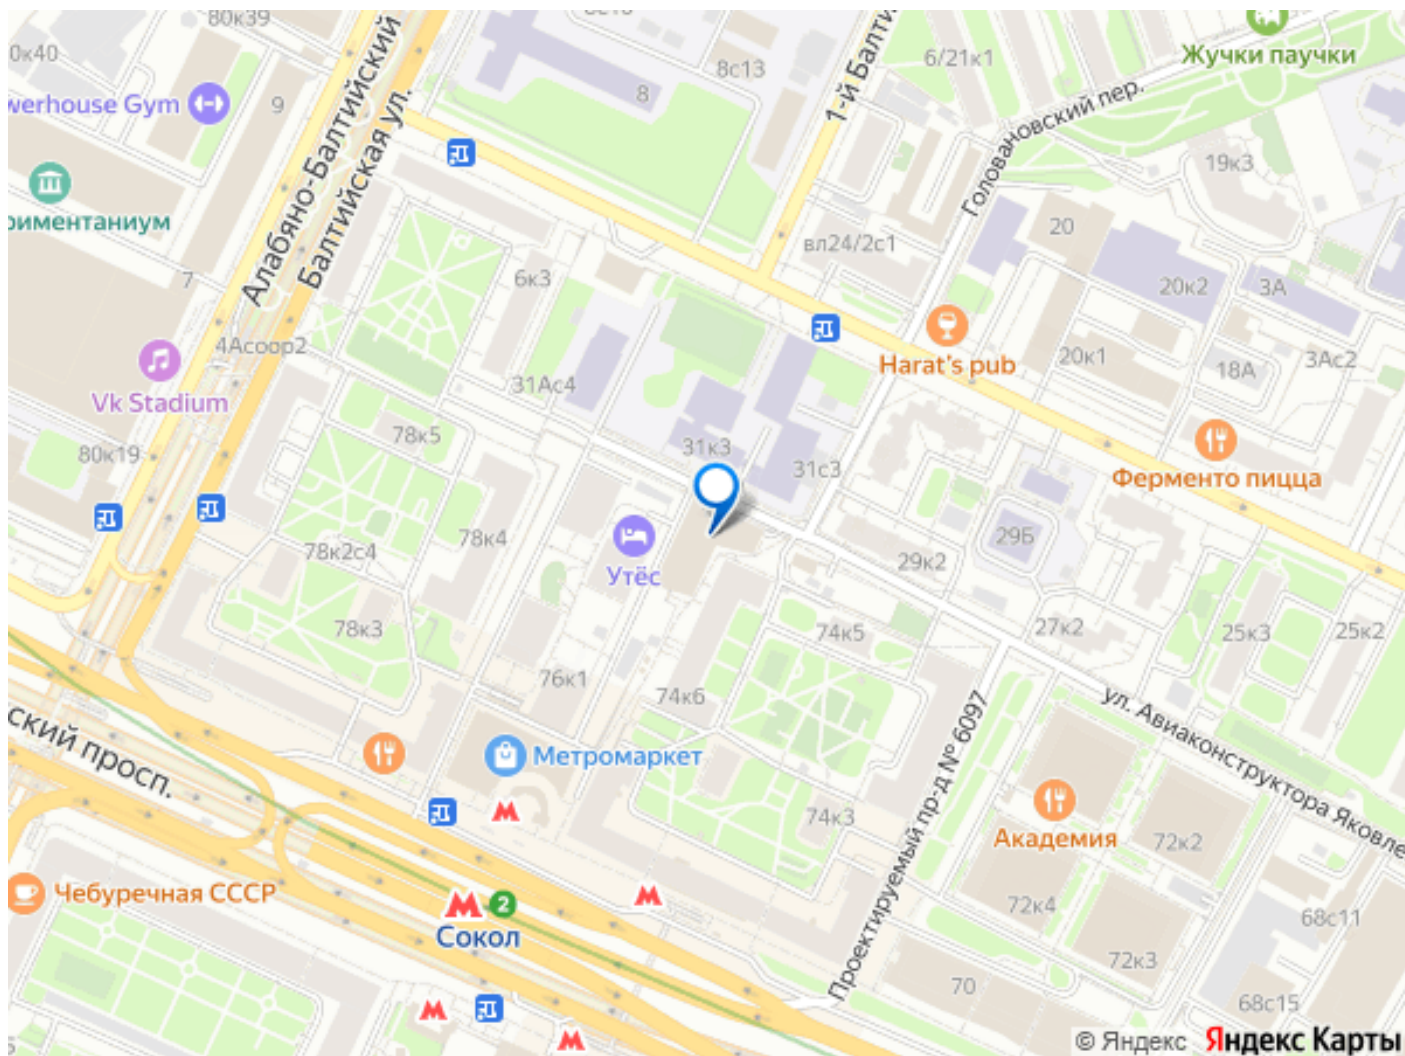 80к39
8с16
Жучки паучки
0к40
8с13
6/21к1
werhouse Gym
9
8
1-й Балти
Головановский пер.
19к3
риментаниум
Алабяно-Балтийский
Балтийская ул.
вл24/2с1
20
7
6к3
20к2
3А
4Асоор2
Harat's pub
20к1
3Ас2
18А
Vk Stadium
31Ас4
78к5
31к3
80к19
31с3
Ферменто пицца
78к2с4
78к4
Утёс
29Б
29к2
78к3
74к5
27к2
25к3
25к2
76к1
74к6
ул. Авиаконструктора Яковле
ский просп.
Метромаркет
Проектируемый пр-д № 6097
74к3
Академия
72к2
Чебуречная СССР
2
Сокол
72к4
68с11
72к3
70
68с15
© Яндекс Яндекс Карты